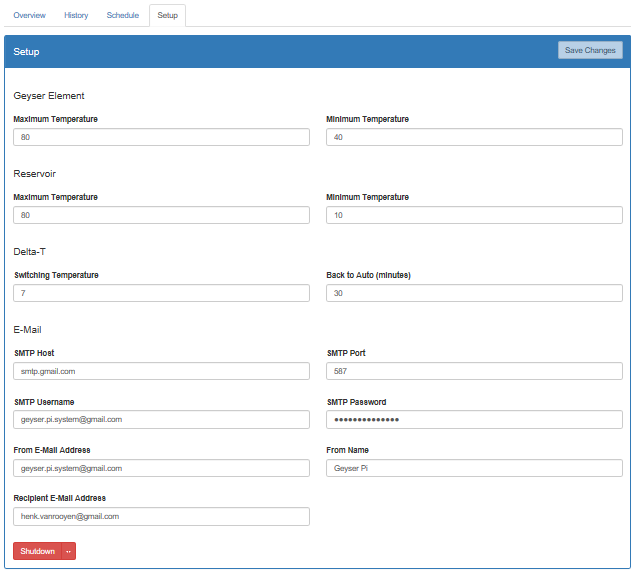 Overview History Schedule Setup
Setup Save Changes
Geyser Element
Maximum Temperature Minimum Temperature
80 40
Reservoir
Maximum Temperature Minimum Temperature
80 10
Delta-T
Switching Temperature Back to Auto (minutes)
7 30
E-Mail
SMTP Host SMTP Port
smtp.gmail.com 587
SMTP Username SMTP Password
geyser.pi.system@gmail.com ••••••••••••••
From E-Mail Address From Name
geyser.pi.system@gmail.com Geyser Pi
Recipient E-Mail Address
henk.vanrooyen@gmail.com
Shutdown